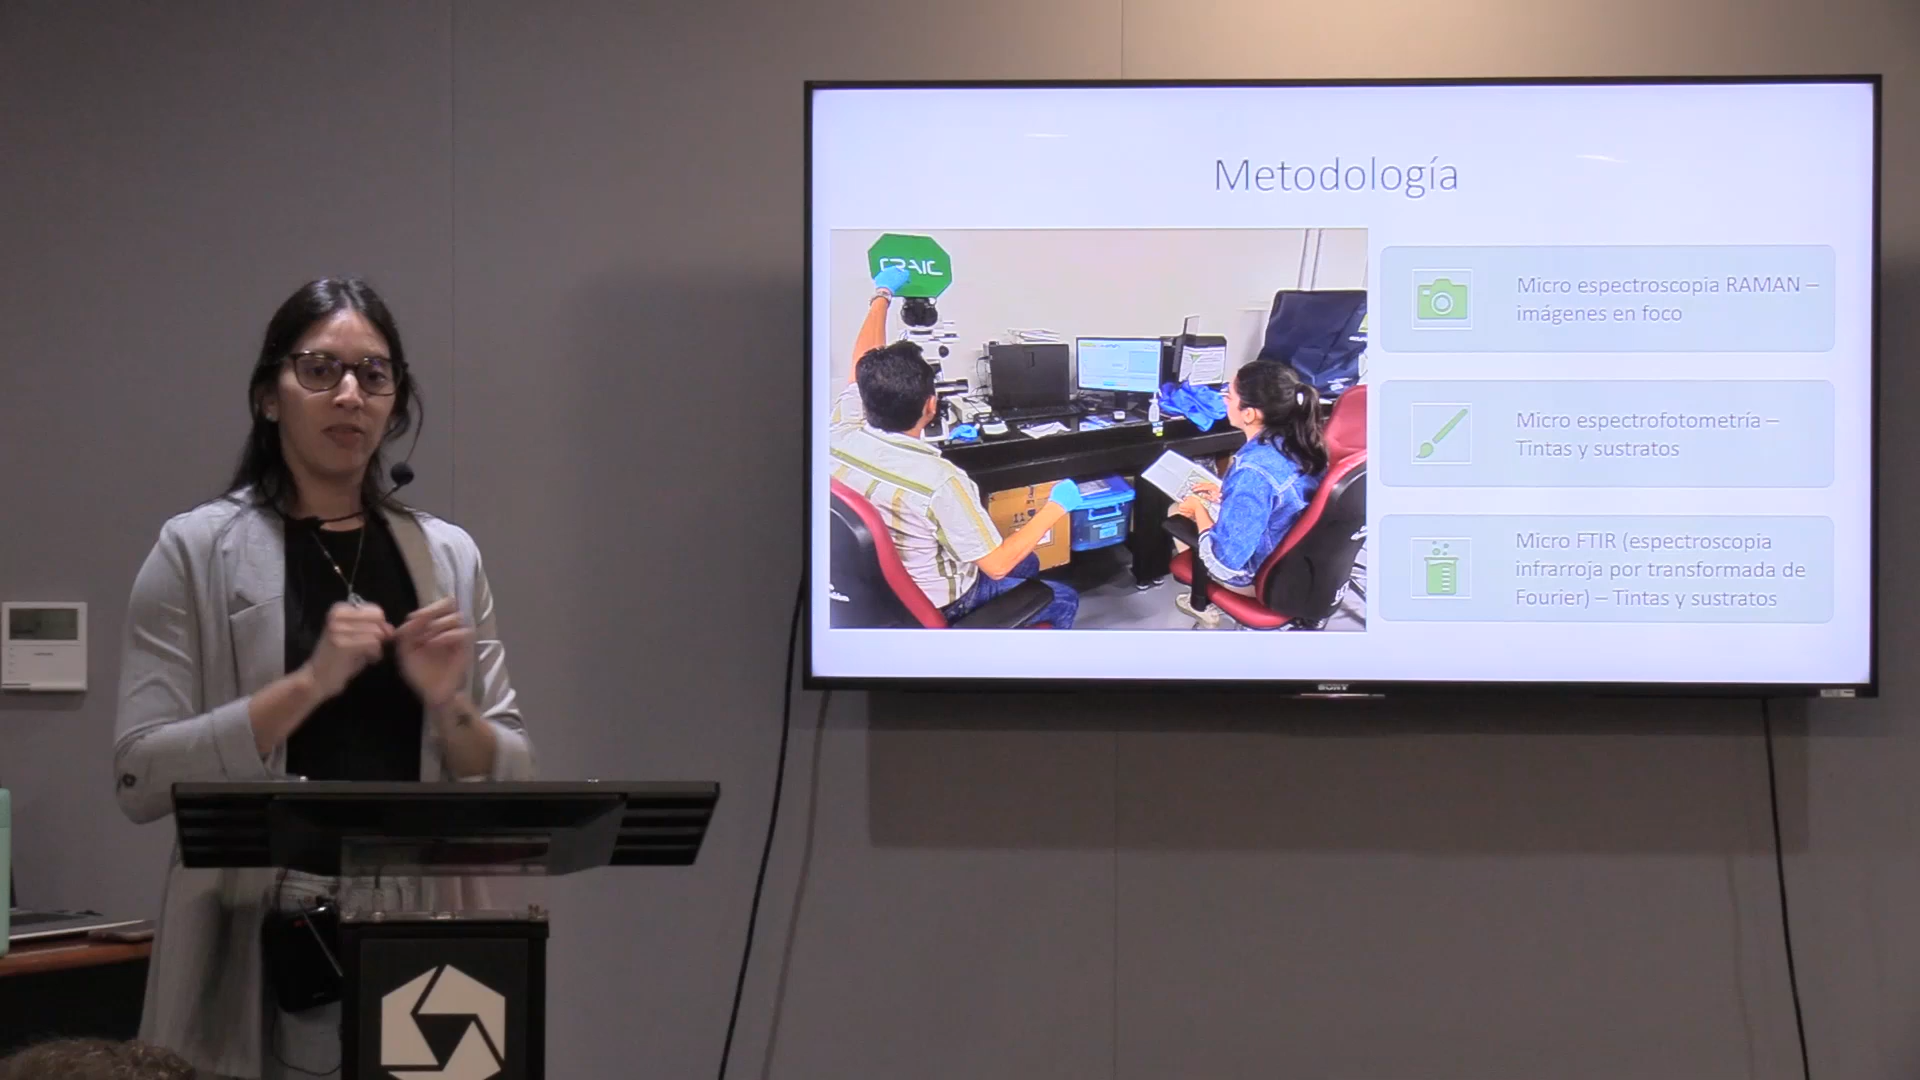 Metodología
CRAIC
Micro espectroscopia RAMAN –
imágenes en foco
Micro espectrofotometría –
Tintas y sustratos
Micro FTIR (espectroscopia
infrarroja por transformada de
Fourier) – Tintas y sustratos
SONY